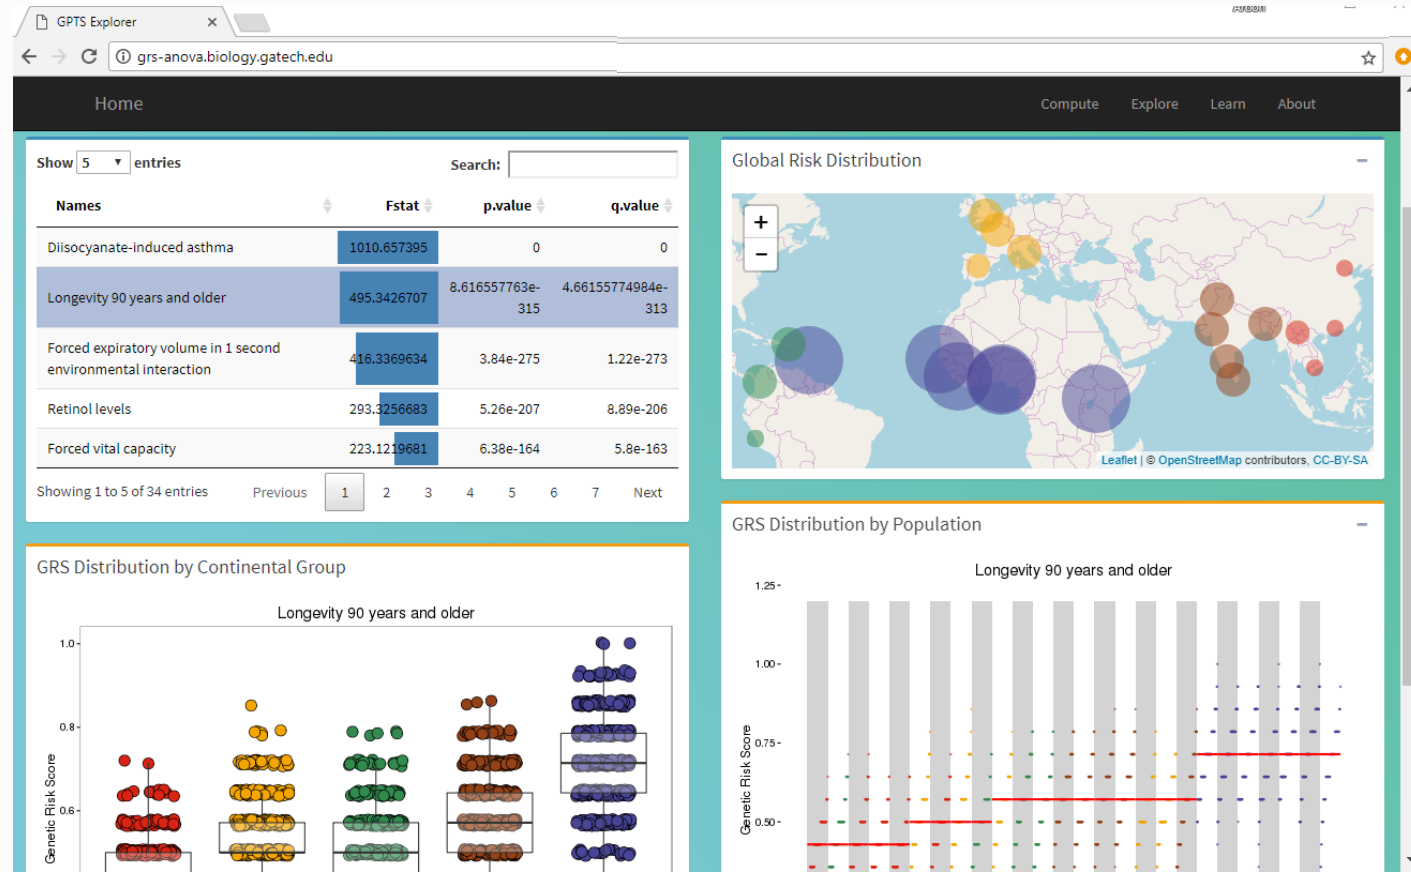 GPTS Explorer
grs-anova.biology.gatech.edu
Home Compute Explore Learn About
Show 5 entries Search:
Names Fstat p.value q.value
Diisocyanate-induced asthma 1010.657395 0 0
Longevity 90 years and older 495.3426707 8.616557763e-315 4.66155774984e-313
Forced expiratory volume in 1 second
environmental interaction 416.3369634 3.84e-275 1.22e-273
Retinol levels 293.3256683 5.26e-207 8.89e-206
Forced vital capacity 223.1219681 6.38e-164 5.8e-163
Showing 1 to 5 of 34 entries Previous 1 2 3 4 5 6 7 Next
Global Risk Distribution
+
−
Leaflet | © OpenStreetMap contributors, CC-BY-SA
GRS Distribution by Continental Group
Longevity 90 years and older
1.0
0.8
0.6
Genetic Risk Score
GRS Distribution by Population
Longevity 90 years and older
1.25
1.00
0.75
0.50
Genetic Risk Score